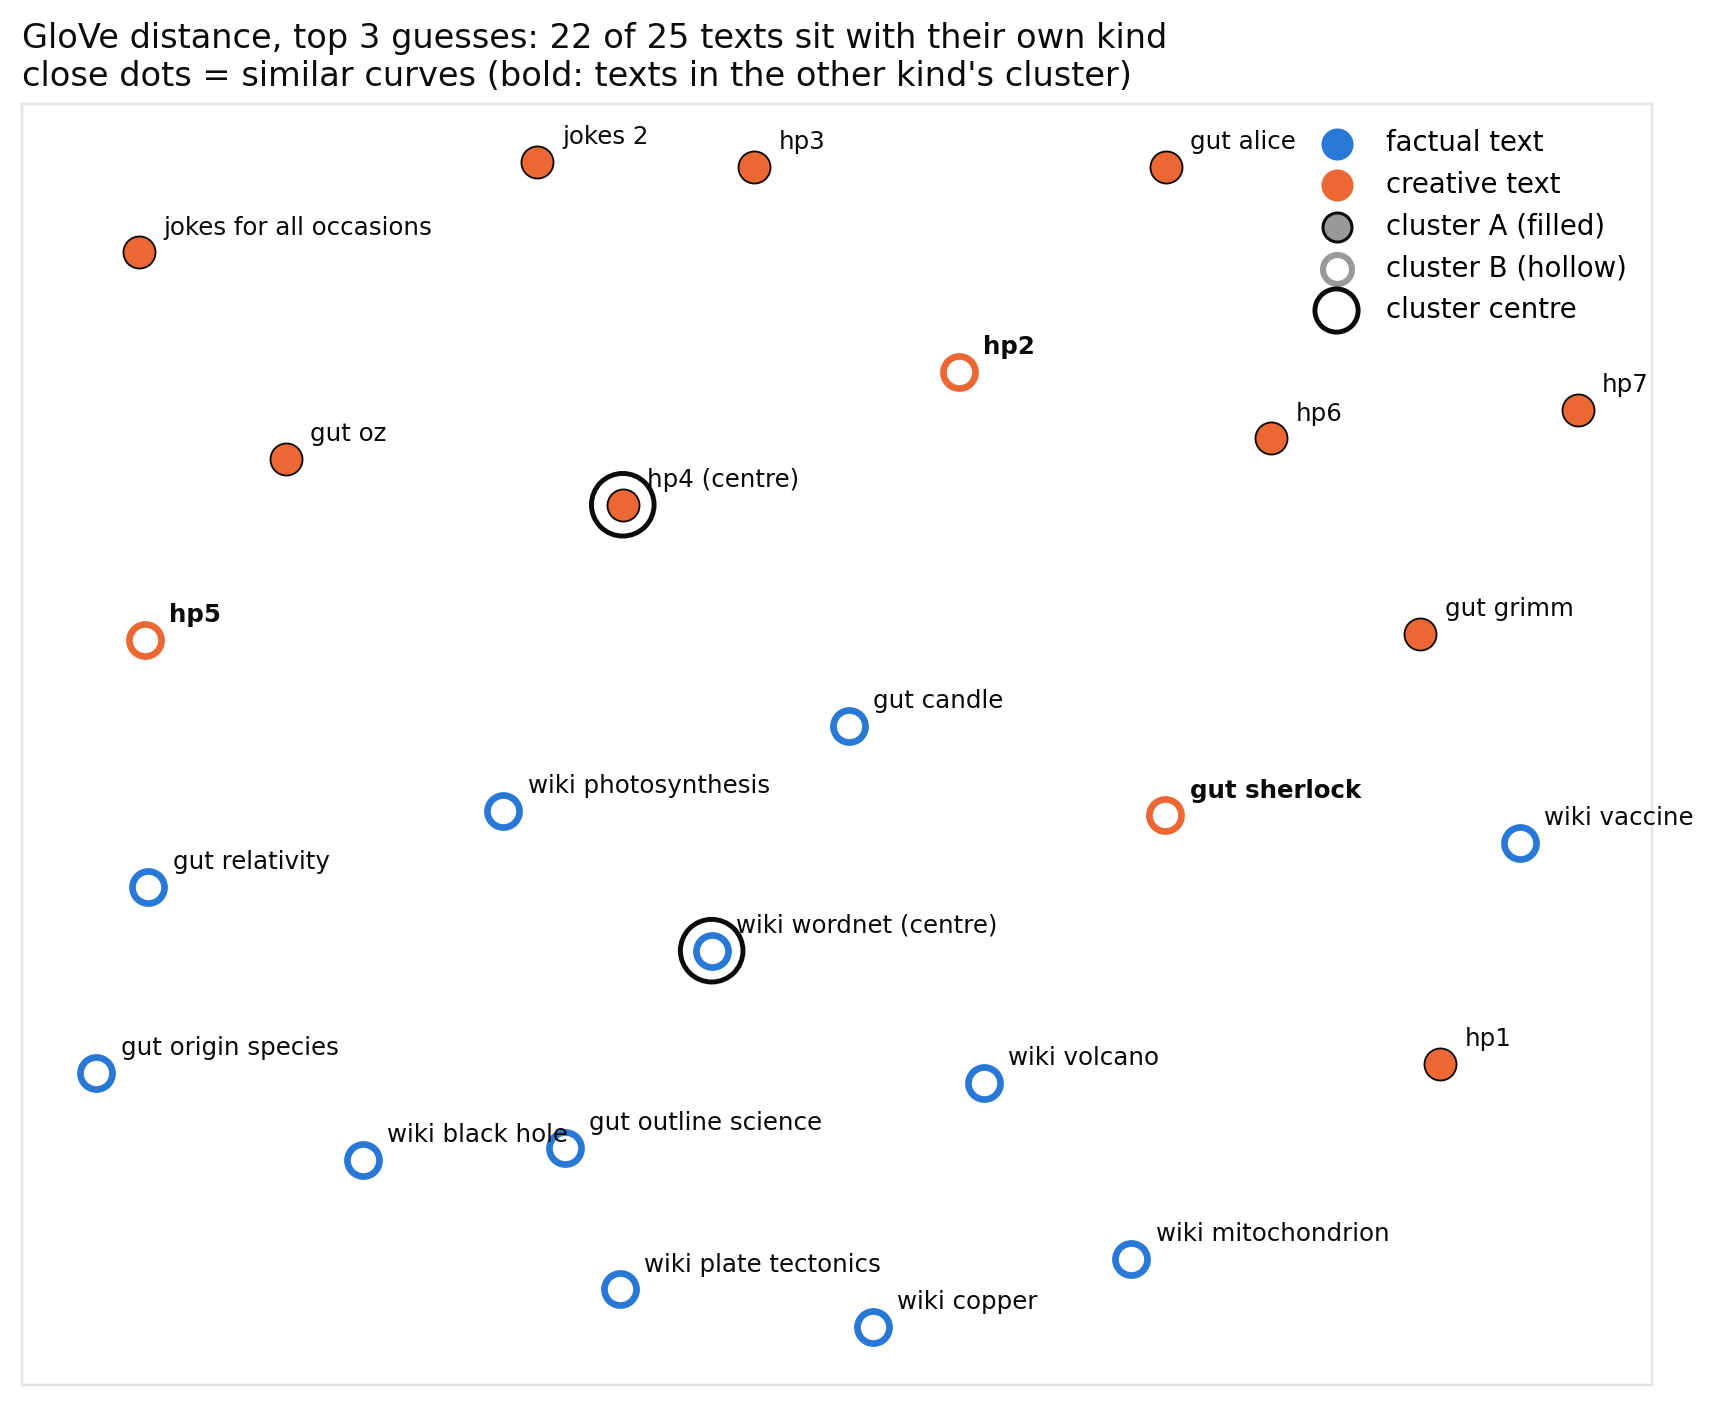 GloVe distance, top 3 guesses: 22 of 25 texts sit with their own kind
close dots = similar curves (bold: texts in the other kind's cluster)
jokes 2
hp3
gut alice
factual text
creative text
cluster A (filled)
cluster B (hollow)
cluster centre
jokes for all occasions
hp2
hp7
hp6
gut oz
hp4 (centre)
hp5
gut grimm
gut candle
wiki photosynthesis
gut sherlock
wiki vaccine
gut relativity
wiki wordnet (centre)
gut origin species
wiki volcano
hp1
wiki black hole
gut outline science
wiki mitochondrion
wiki plate tectonics
wiki copper